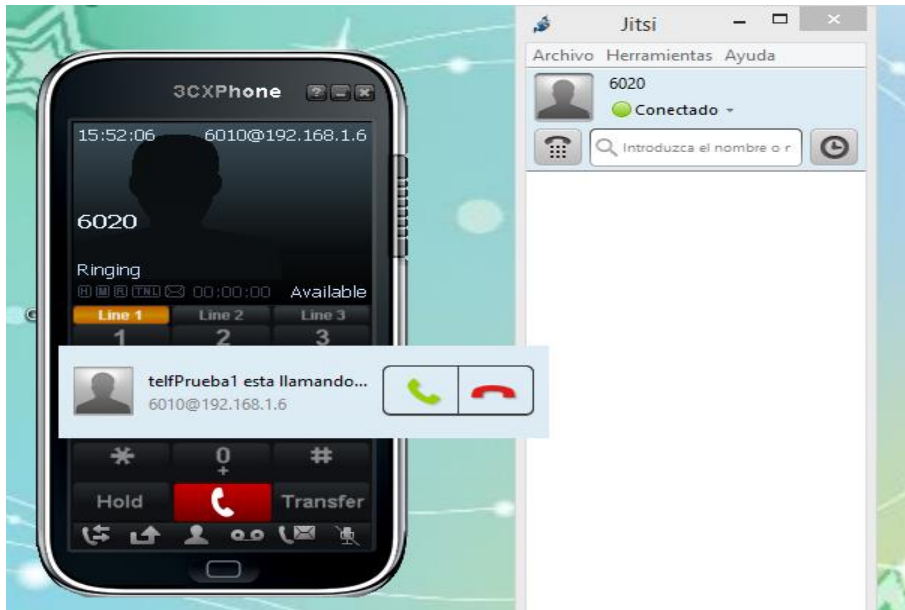 3CXPhone
15:52:06 6010@192.168.1.6
6020
Ringing
H M R TNL 00:00:00 Available
Line 1 Line 2 Line 3
1 2 3
telfPrueba1 esta llamando...
6010@192.168.1.6
* 0 #
+
Hold Transfer
Jitsi
Archivo Herramientas Ayuda
6020
Conectado
Introduzca el nombre o r